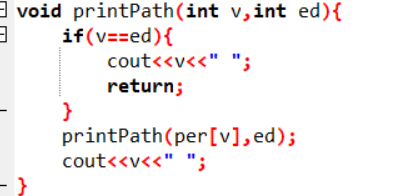 void printPath(int v,int ed){
    if(v==ed){
        cout<<v<<" ";
        return;
    }
    printPath(per[v],ed);
    cout<<v<<" ";
}